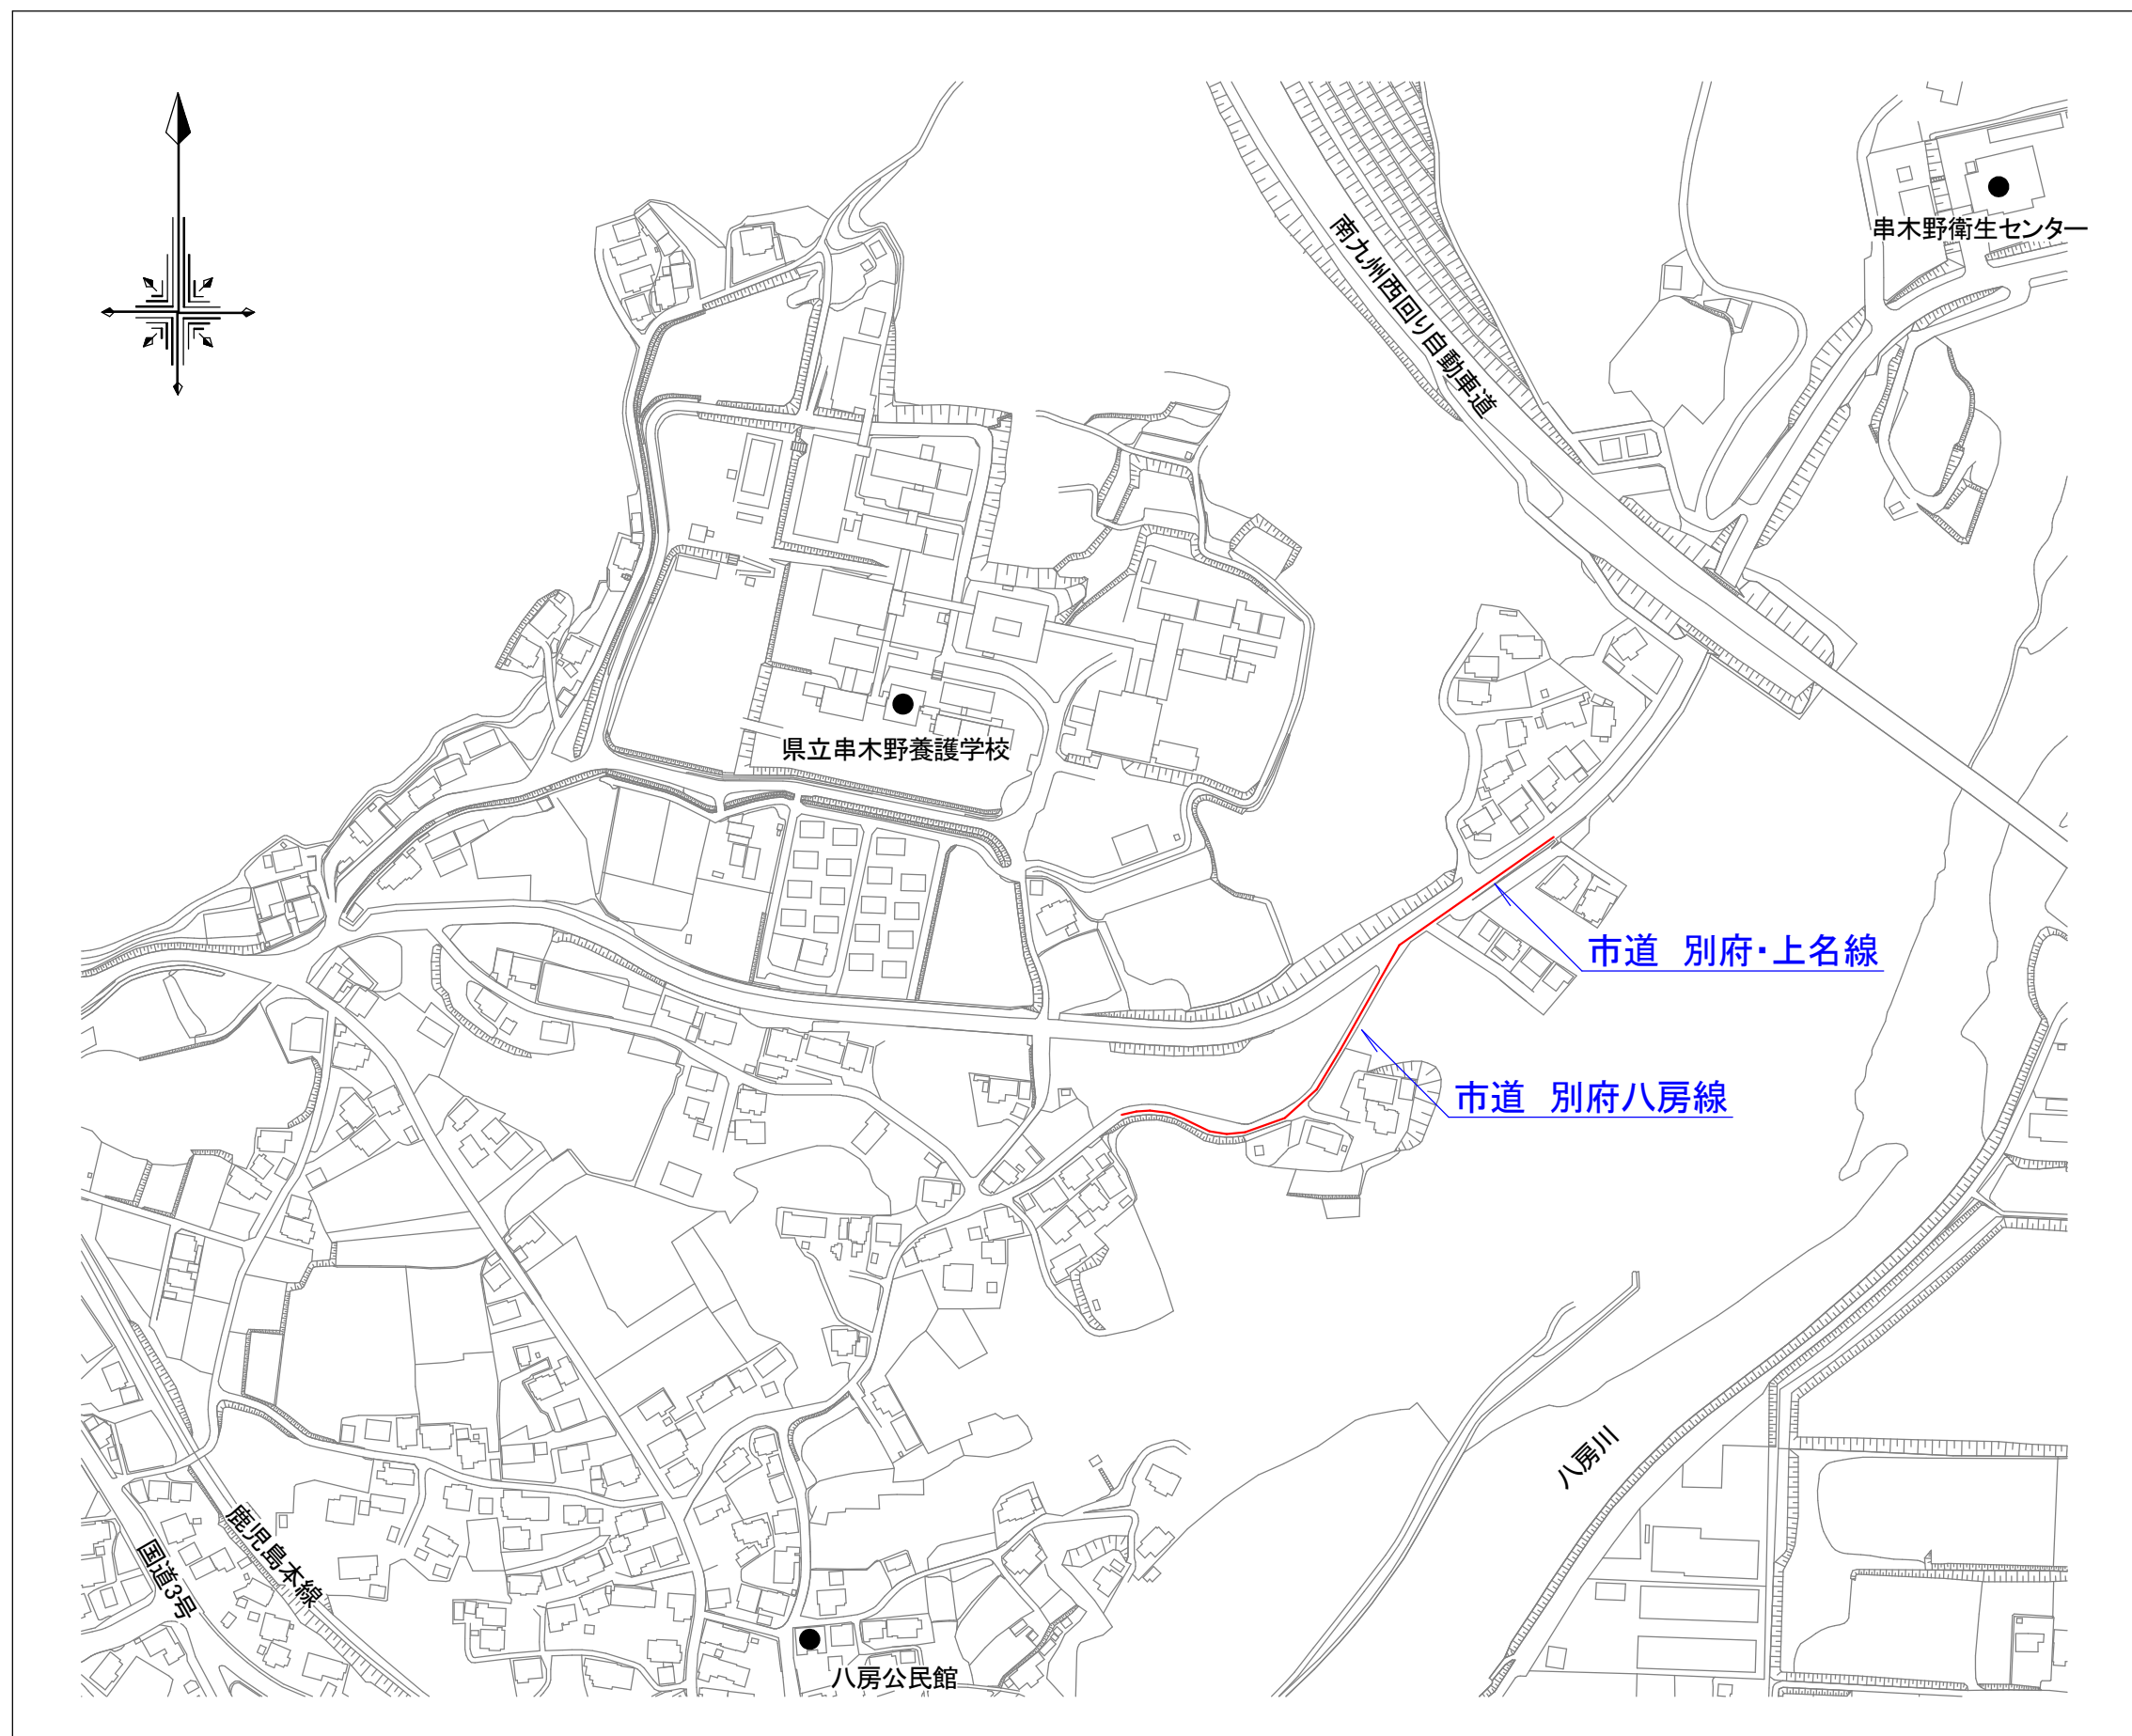 串木野衛生センター
南九州西回り自動車道
県立串木野養護学校
市道　別府・上名線
市道　別府八房線
八房川
鹿児島本線
国道3号
八房公民館